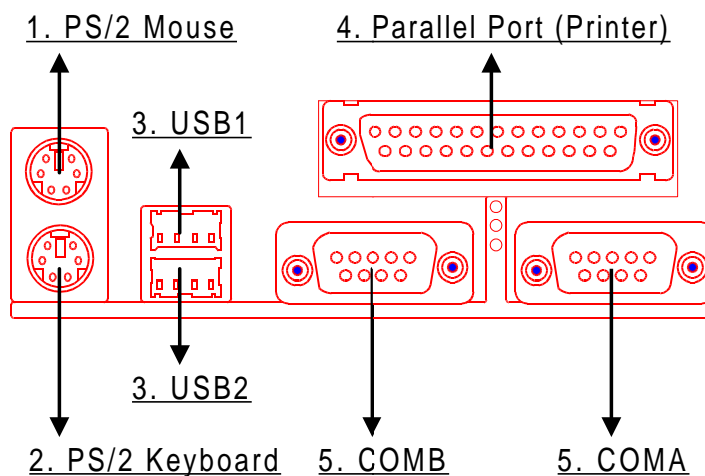 1. PS/2 Mouse
4. Parallel Port (Printer)
3. USB1
3. USB2
2. PS/2 Keyboard
5. COMB
5. COMA